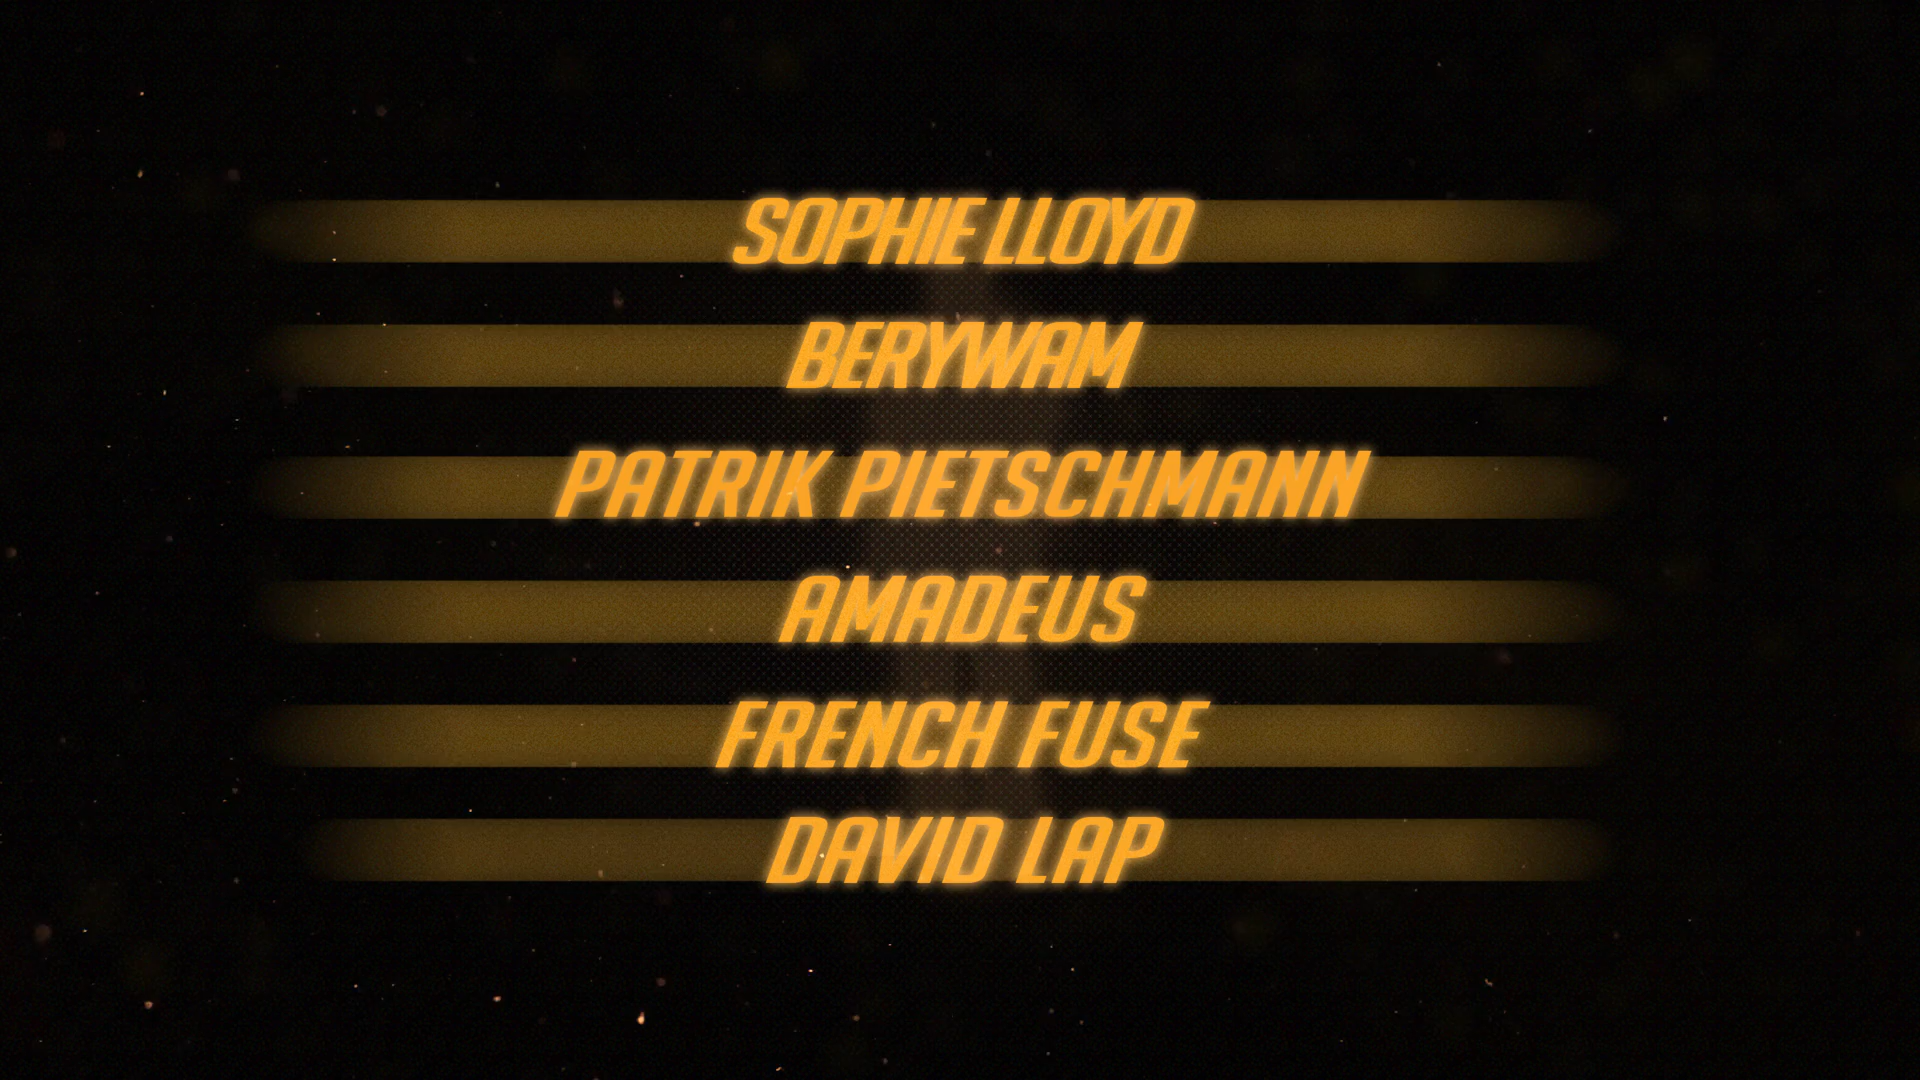 SOPHIE LLOYD
BERYWAM
PATRIK PIETSCHMANN
AMADEUS
FRENCH FUSE
DAVID LAP